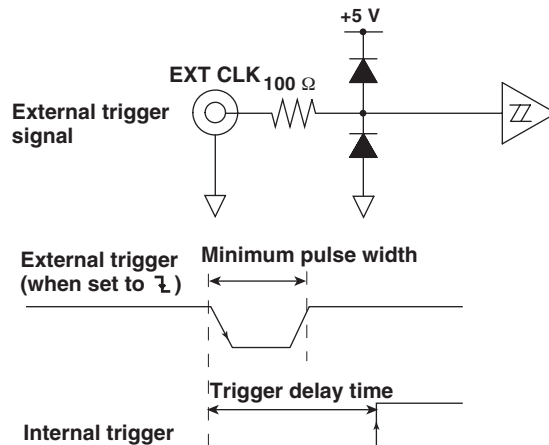 +5 V
EXT CLK
100 Ω
External trigger
signal
Minimum pulse width
External trigger
(when set to )
Trigger delay time
Internal trigger